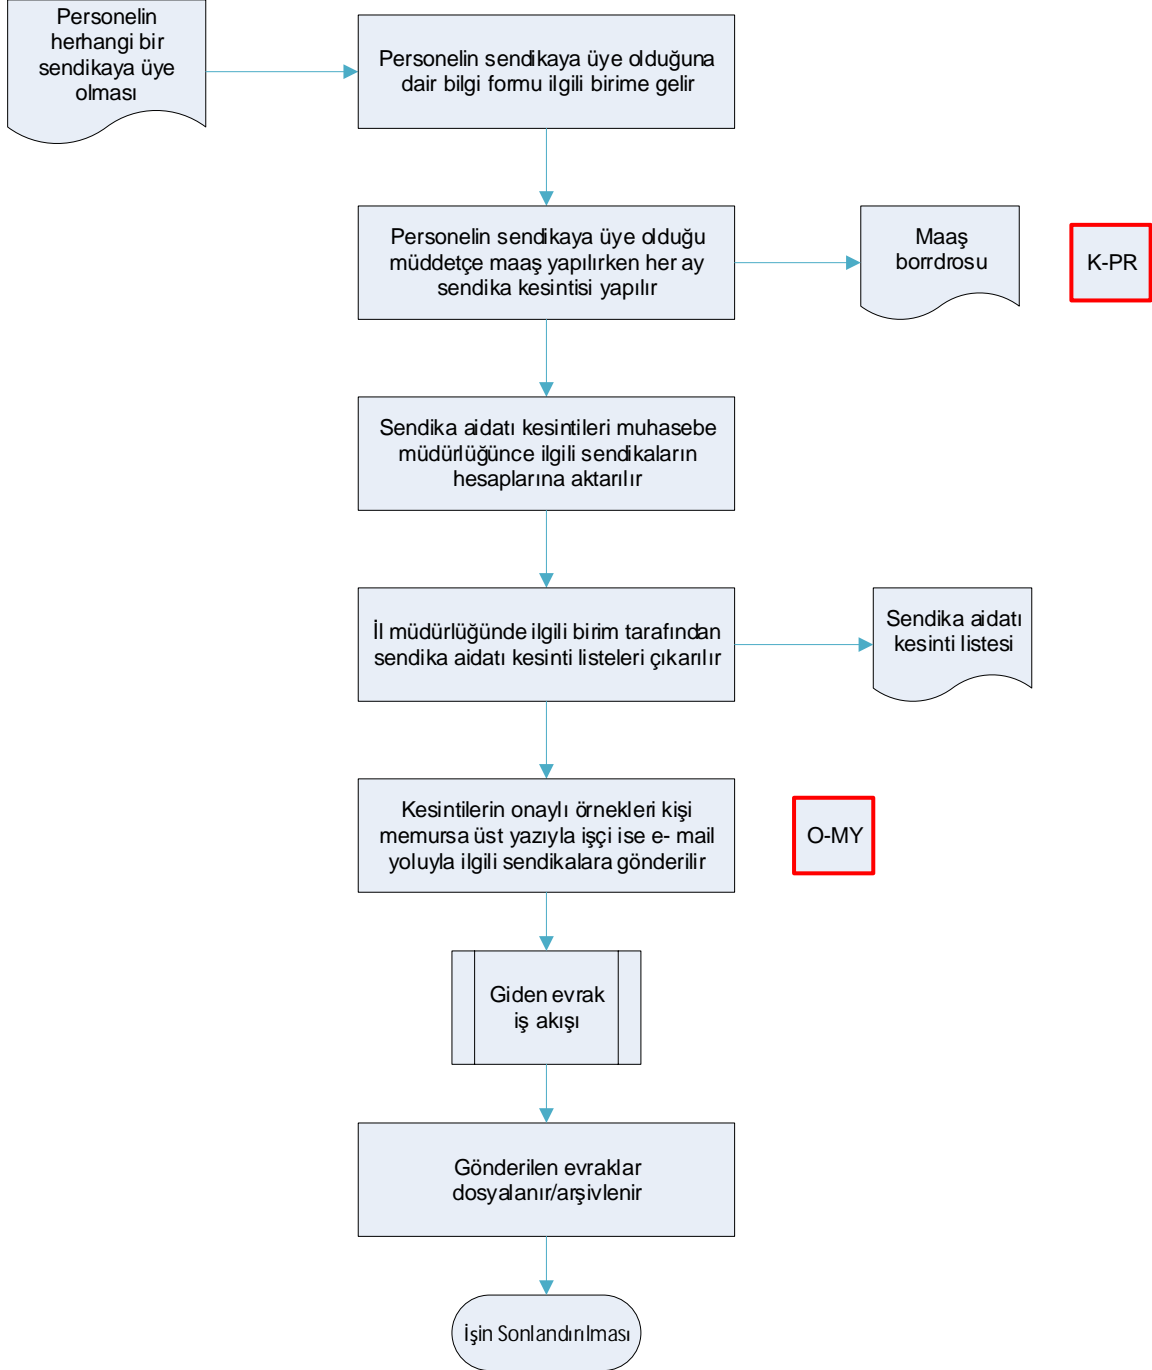 Personelin
herhangi bir
sendikaya üye
olması
Personelin sendikaya üye olduğuna
dair bilgi formu ilgili birime gelir
Personelin sendikaya üye olduğu
müddetçe maaş yapılırken her ay
sendika kesintisi yapılır
Maaş
borrdrosu
K-PR
Sendika aidatı kesintileri muhasebe
müdürlüğünce ilgili sendikaların
hesaplarına aktarılır
İl müdürlüğünde ilgili birim tarafından
sendika aidatı kesinti listeleri çıkarılır
Sendika aidatı
kesinti listesi
Kesintilerin onaylı örnekleri kişi
memursa üst yazıyla işçi ise e- mail
yoluyla ilgili sendikalara gönderilir
O-MY
Giden evrak
iş akışı
Gönderilen evraklar
dosyalanır/arşivlenir
İşin Sonlandırılması